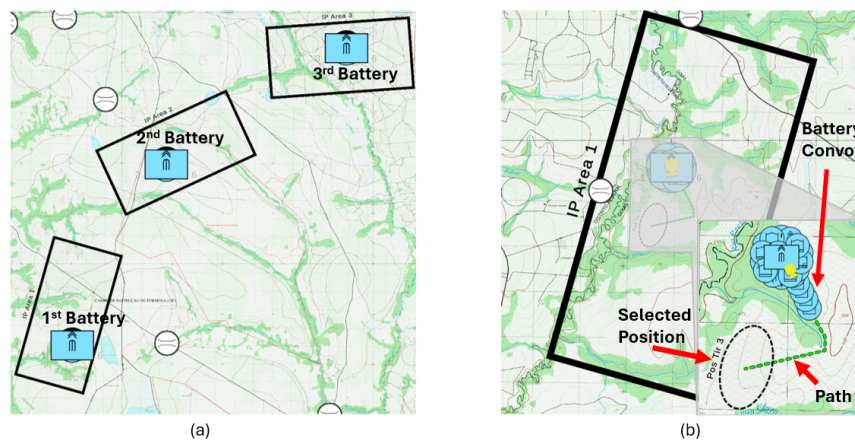 IP Area 3
3rd Battery
IP Area 2
2nd Battery
IP Area 1
1st Battery
(a)
IP Area 1
Battery
Convoy
Selected
Position
Pos Tir 3
Path
(b)